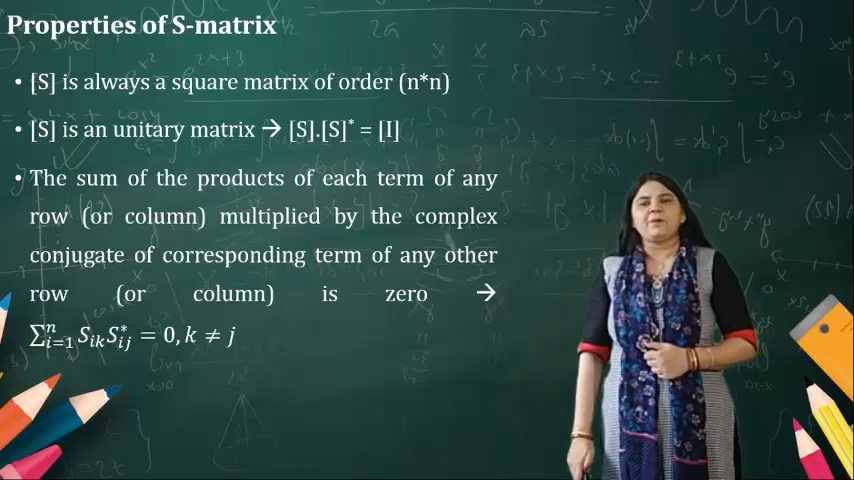 Properties of S-matrix
• [S] is always a square matrix of order (n*n)
• [S] is an unitary matrix → [S].[S]* = [I]
• The sum of the products of each term of any
row (or column) multiplied by the complex
conjugate of corresponding term of any other
row (or column) is zero →
∑ⁿᵢ₌₁ SᵢₖSᵢⱼ* = 0, k ≠ j